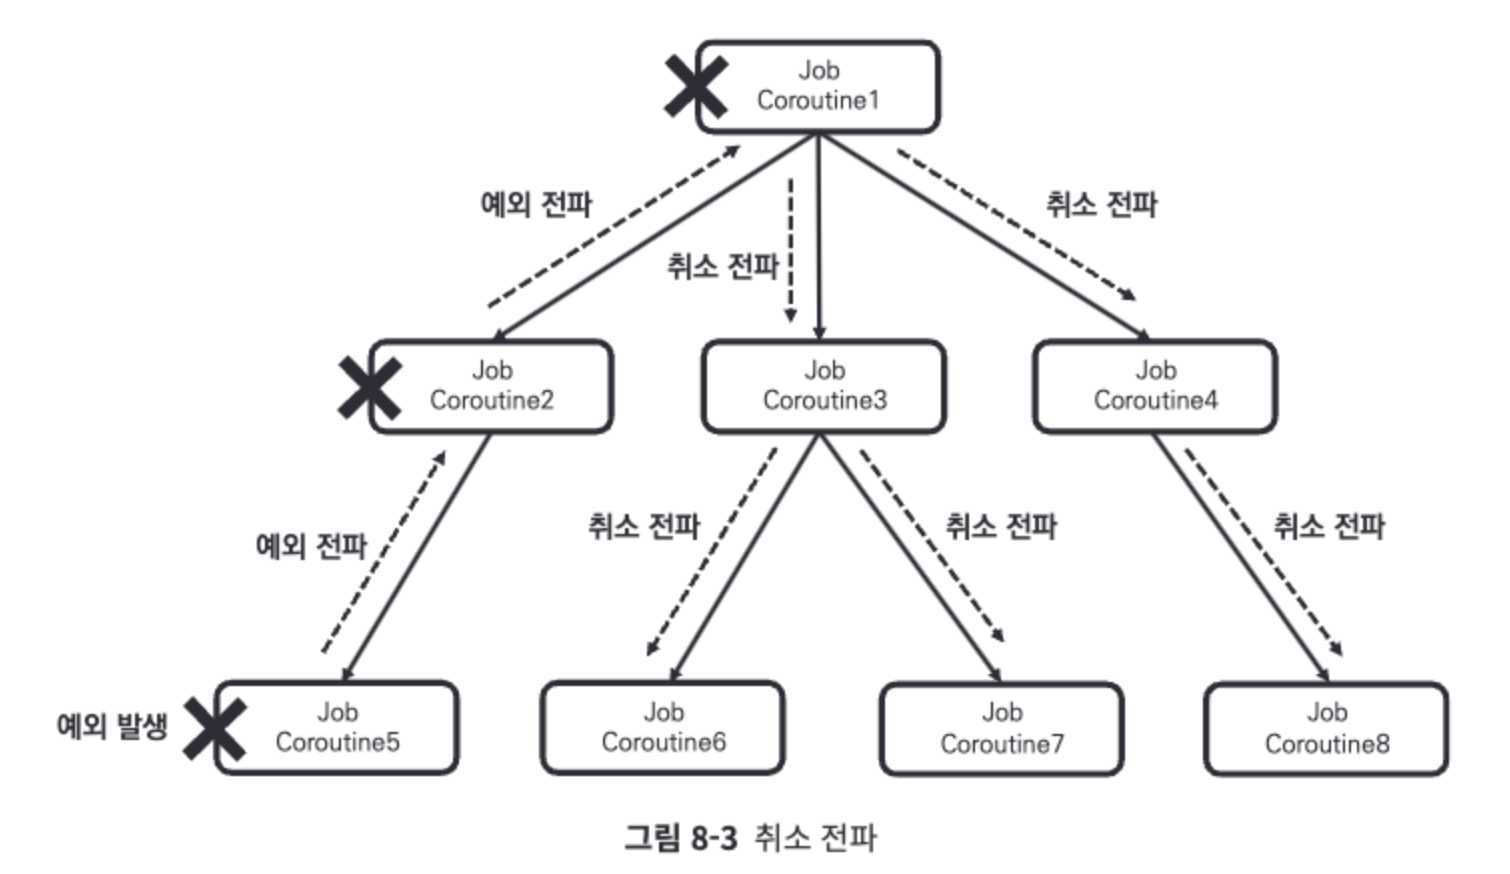 Job
Coroutine1
예외 전파
취소 전파
취소 전파
Job
Coroutine2
Job
Coroutine3
Job
Coroutine4
예외 전파
취소 전파
취소 전파
취소 전파
예외 발생
Job
Coroutine5
Job
Coroutine6
Job
Coroutine7
Job
Coroutine8
그림 8-3 취소 전파